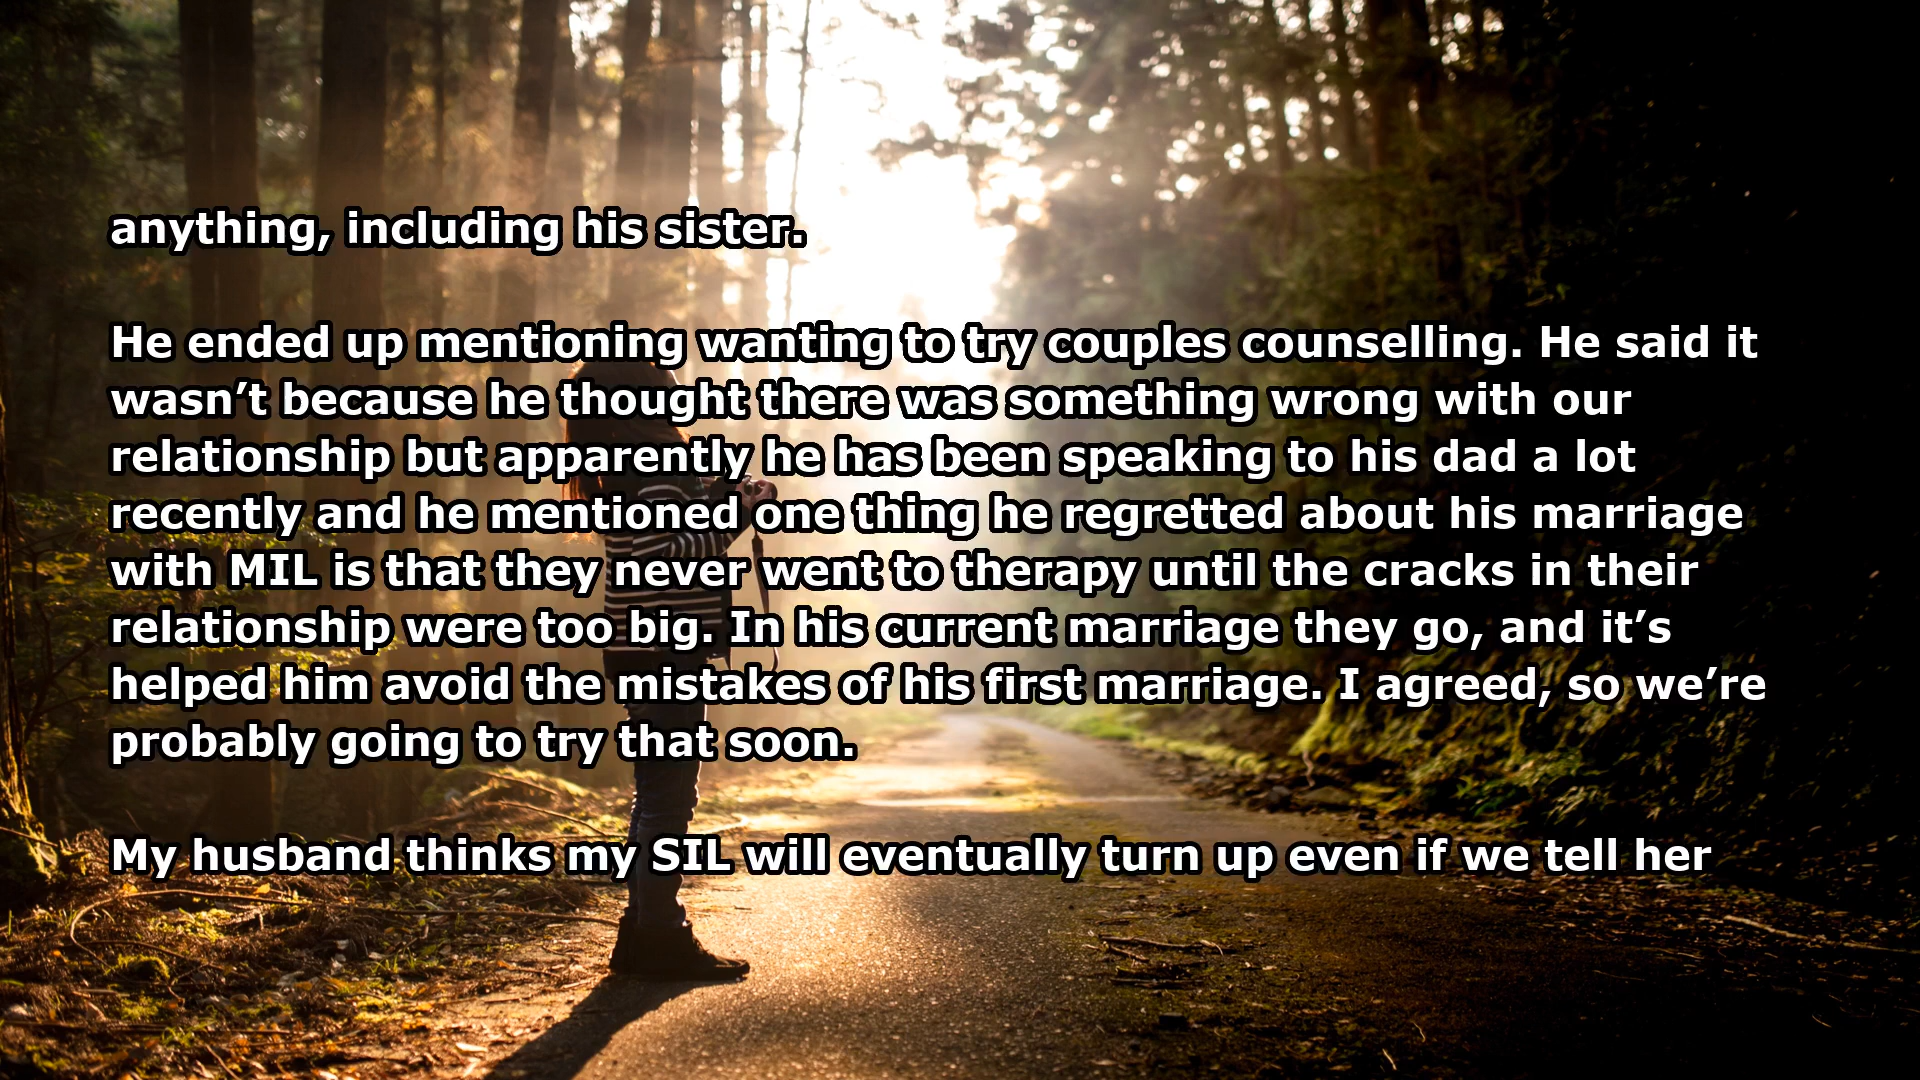 anything, including his sister.
He ended up mentioning wanting to try couples counselling. He said it
wasn’t because he thought there was something wrong with our
relationship but apparently he has been speaking to his dad a lot
recently and he mentioned one thing he regretted about his marriage
with MIL is that they never went to therapy until the cracks in their
relationship were too big. In his current marriage they go, and it’s
helped him avoid the mistakes of his first marriage. I agreed, so we’re
probably going to try that soon.
My husband thinks my SIL will eventually turn up even if we tell her